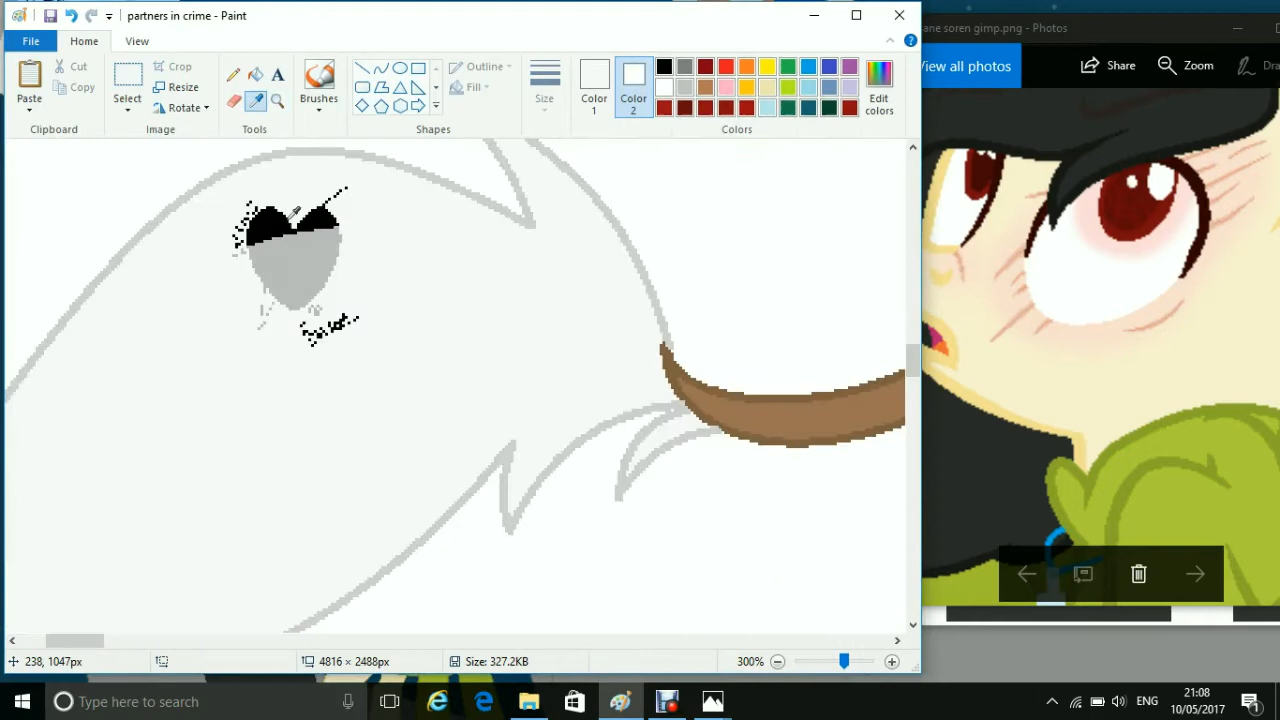 partners in crime - Paint
ane soren gimp.png - Photos
File
Home
View
View all photos
Share
Zoom
Dra
Paste
Cut
Copy
Select
Crop
Resize
Rotate
Brushes
Outline
Fill
Size
Color 1
Color 2
Edit colors
Clipboard
Image
Tools
Shapes
Colors
238, 1047px
4816 × 2488px
Size: 327.2KB
300%
Type here to search
ENG
21:08
10/05/2017
1